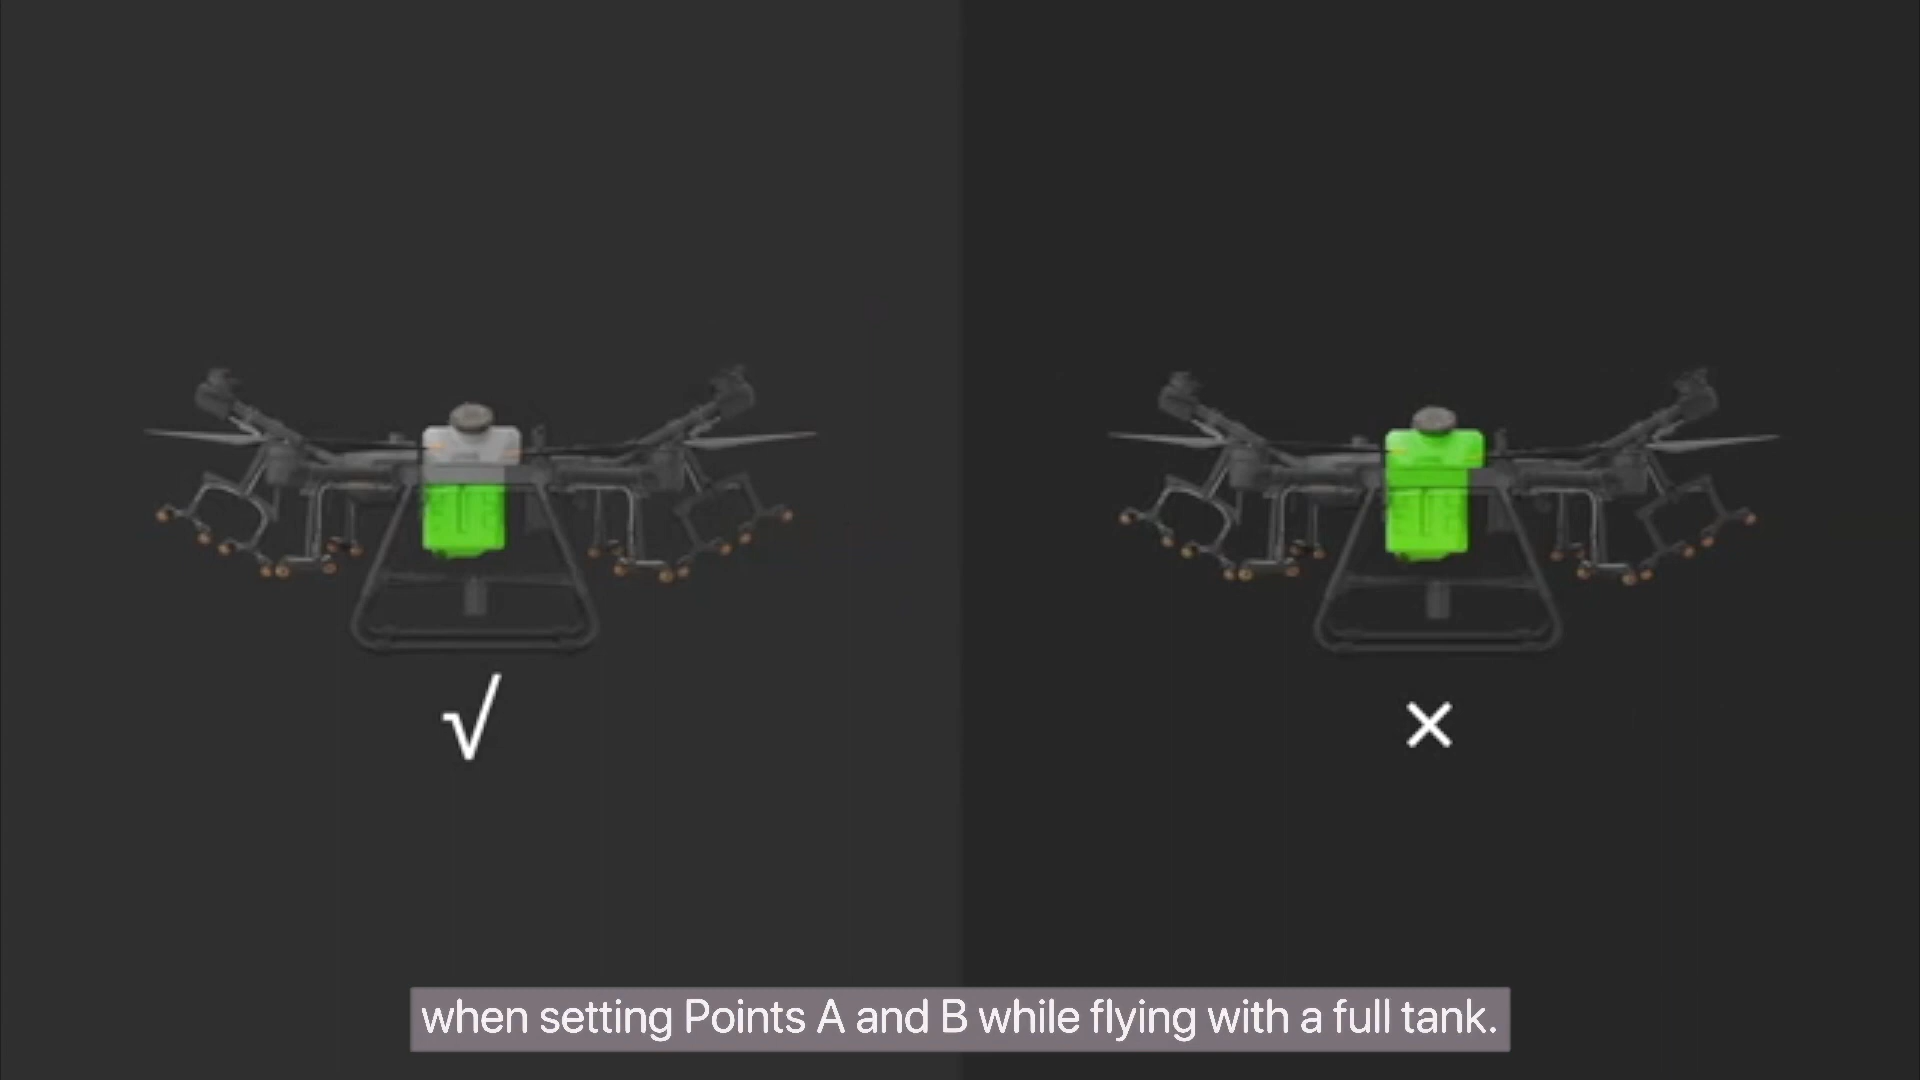 √
×
when setting Points A and B while flying with a full tank.